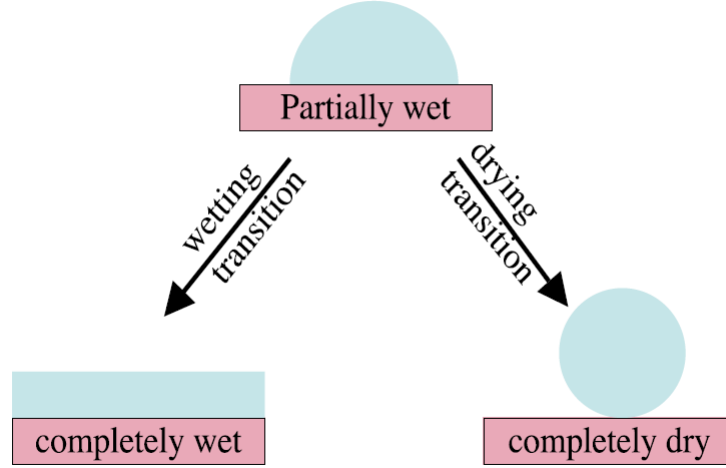 Partially wet
wetting
transition
drying
transition
completely wet
completely dry